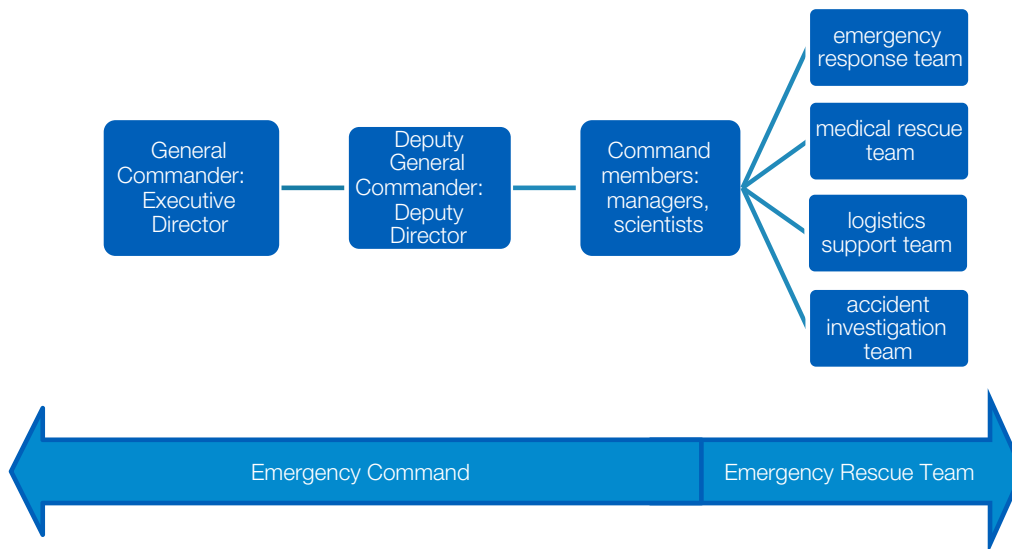 General
Commander:
Executive
Director
Deputy
General
Commander:
Deputy
Director
Command
members:
managers,
scientists
emergency
response team
medical rescue
team
logistics
support team
accident
investigation
team
Emergency Command
Emergency Rescue Team